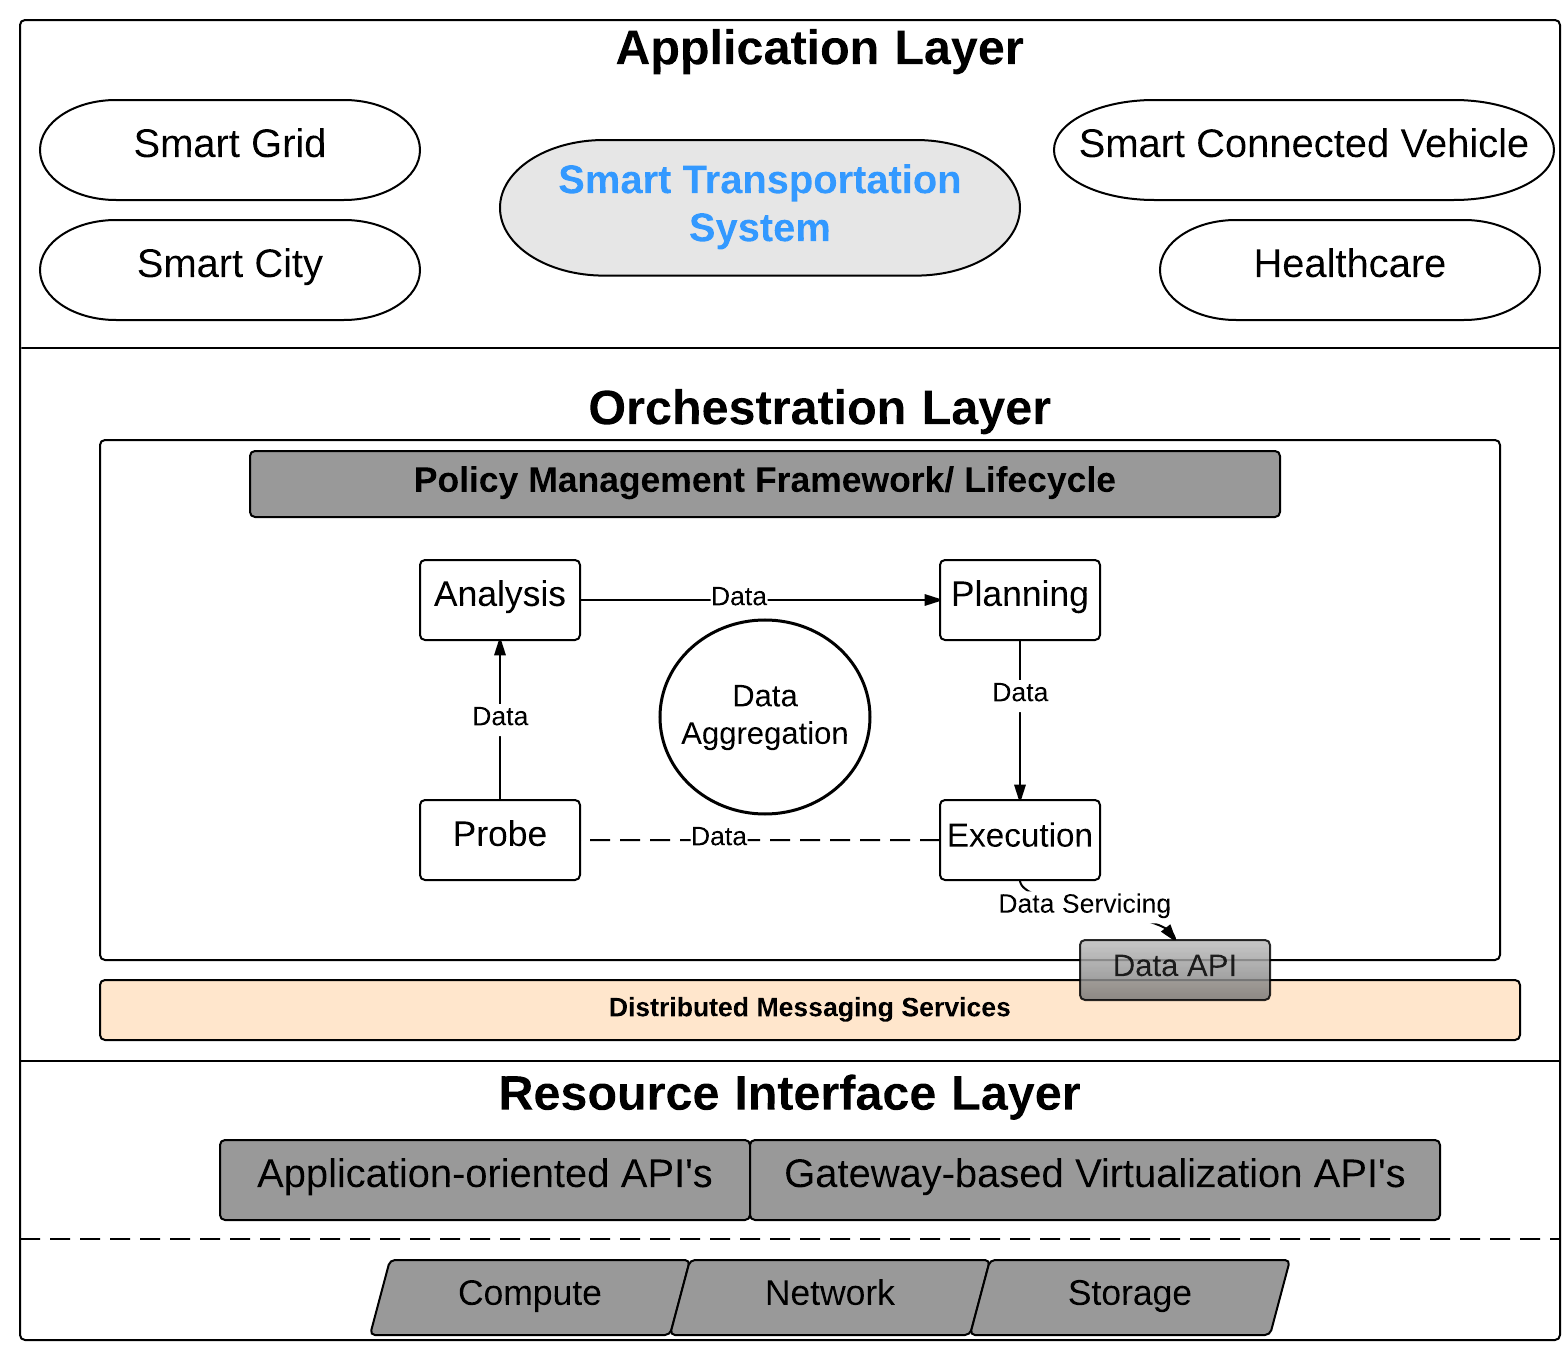 Application Layer
Smart Grid
Smart Connected Vehicle
Smart Transportation
System
Smart City
Healthcare
Orchestration Layer
Policy Management Framework/ Lifecycle
Analysis
Data
Planning
Data
Data
Data
Aggregation
Probe
Data
Execution
Data Servicing
Data API
Distributed Messaging Services
Resource Interface Layer
Application-oriented API's
Gateway-based Virtualization API's
Compute
Network
Storage